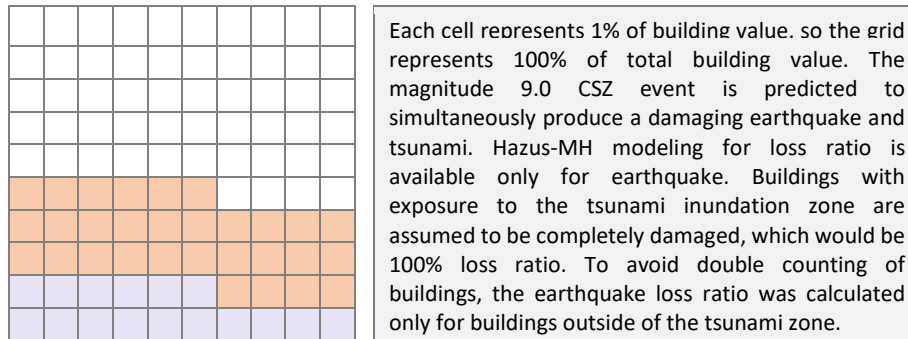 Each cell represents 1% of building value, so the grid
represents 100% of total building value. The
magnitude 9.0 CSZ event is predicted to
simultaneously produce a damaging earthquake and
tsunami. Hazus-MH modeling for loss ratio is
available only for earthquake. Buildings with
exposure to the tsunami inundation zone are
assumed to be completely damaged, which would be
100% loss ratio. To avoid double counting of
buildings, the earthquake loss ratio was calculated
only for buildings outside of the tsunami zone.